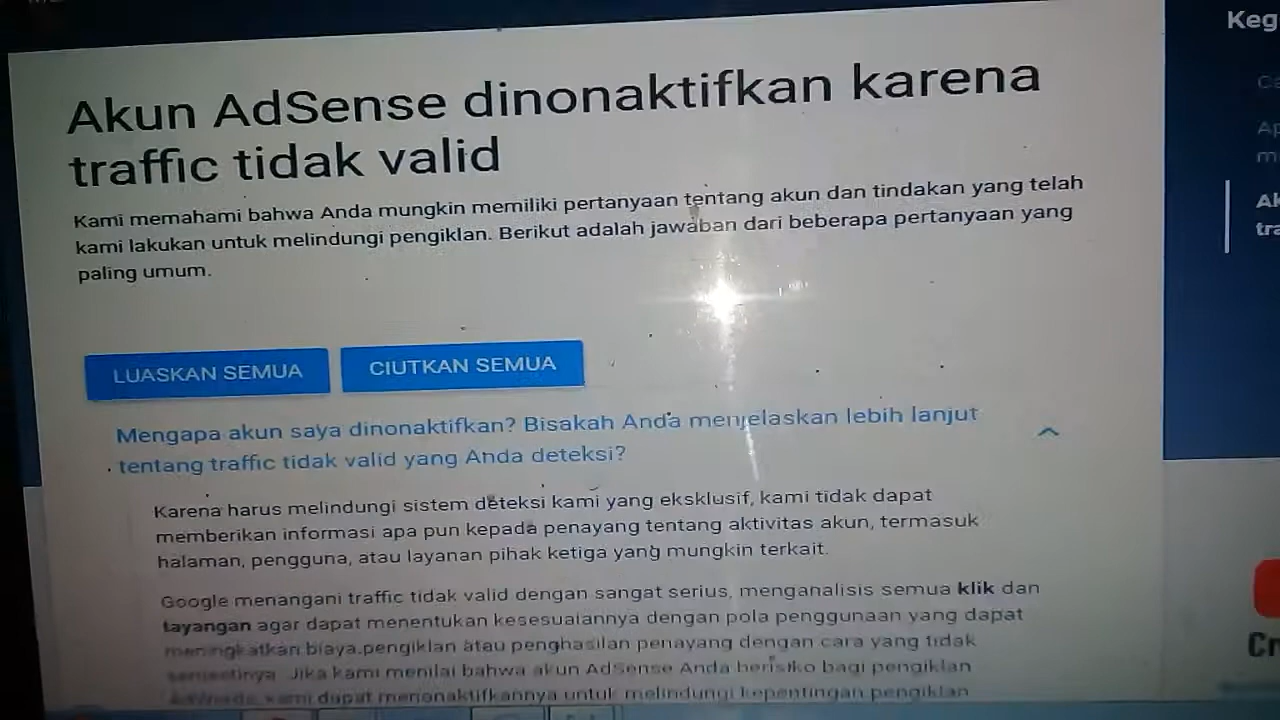 Keg
Akun AdSense dinonaktifkan karena
traffic tidak valid
Kami memahami bahwa Anda mungkin memiliki pertanyaan tentang akun dan tindakan yang telah
kami lakukan untuk melindungi pengiklan. Berikut adalah jawaban dari beberapa pertanyaan yang
paling umum.
LUASKAN SEMUA
CIUTKAN SEMUA
Mengapa akun saya dinonaktifkan? Bisakah Anda menjelaskan lebih lanjut
tentang traffic tidak valid yang Anda deteksi?
Karena harus melindungi sistem deteksi kami yang eksklusif, kami tidak dapat
memberikan informasi apa pun kepada penayang tentang aktivitas akun, termasuk
halaman, pengguna, atau layanan pihak ketiga yang mungkin terkait.
Google menangani traffic tidak valid dengan sangat serius, menganalisis semua klik dan
tayangan agar dapat menentukan kesesuaiannya dengan pola penggunaan yang dapat
meningkatkan biaya pengiklan atau penghasilan penayang dengan cara yang tidak
semestinya. Jika kami menilai bahwa akun AdSense Anda berisiko bagi pengiklan
AdWords, kami dapat menonaktifkannya untuk melindungi kepentingan pengiklan
Ap
m
Ak
tra
Cr